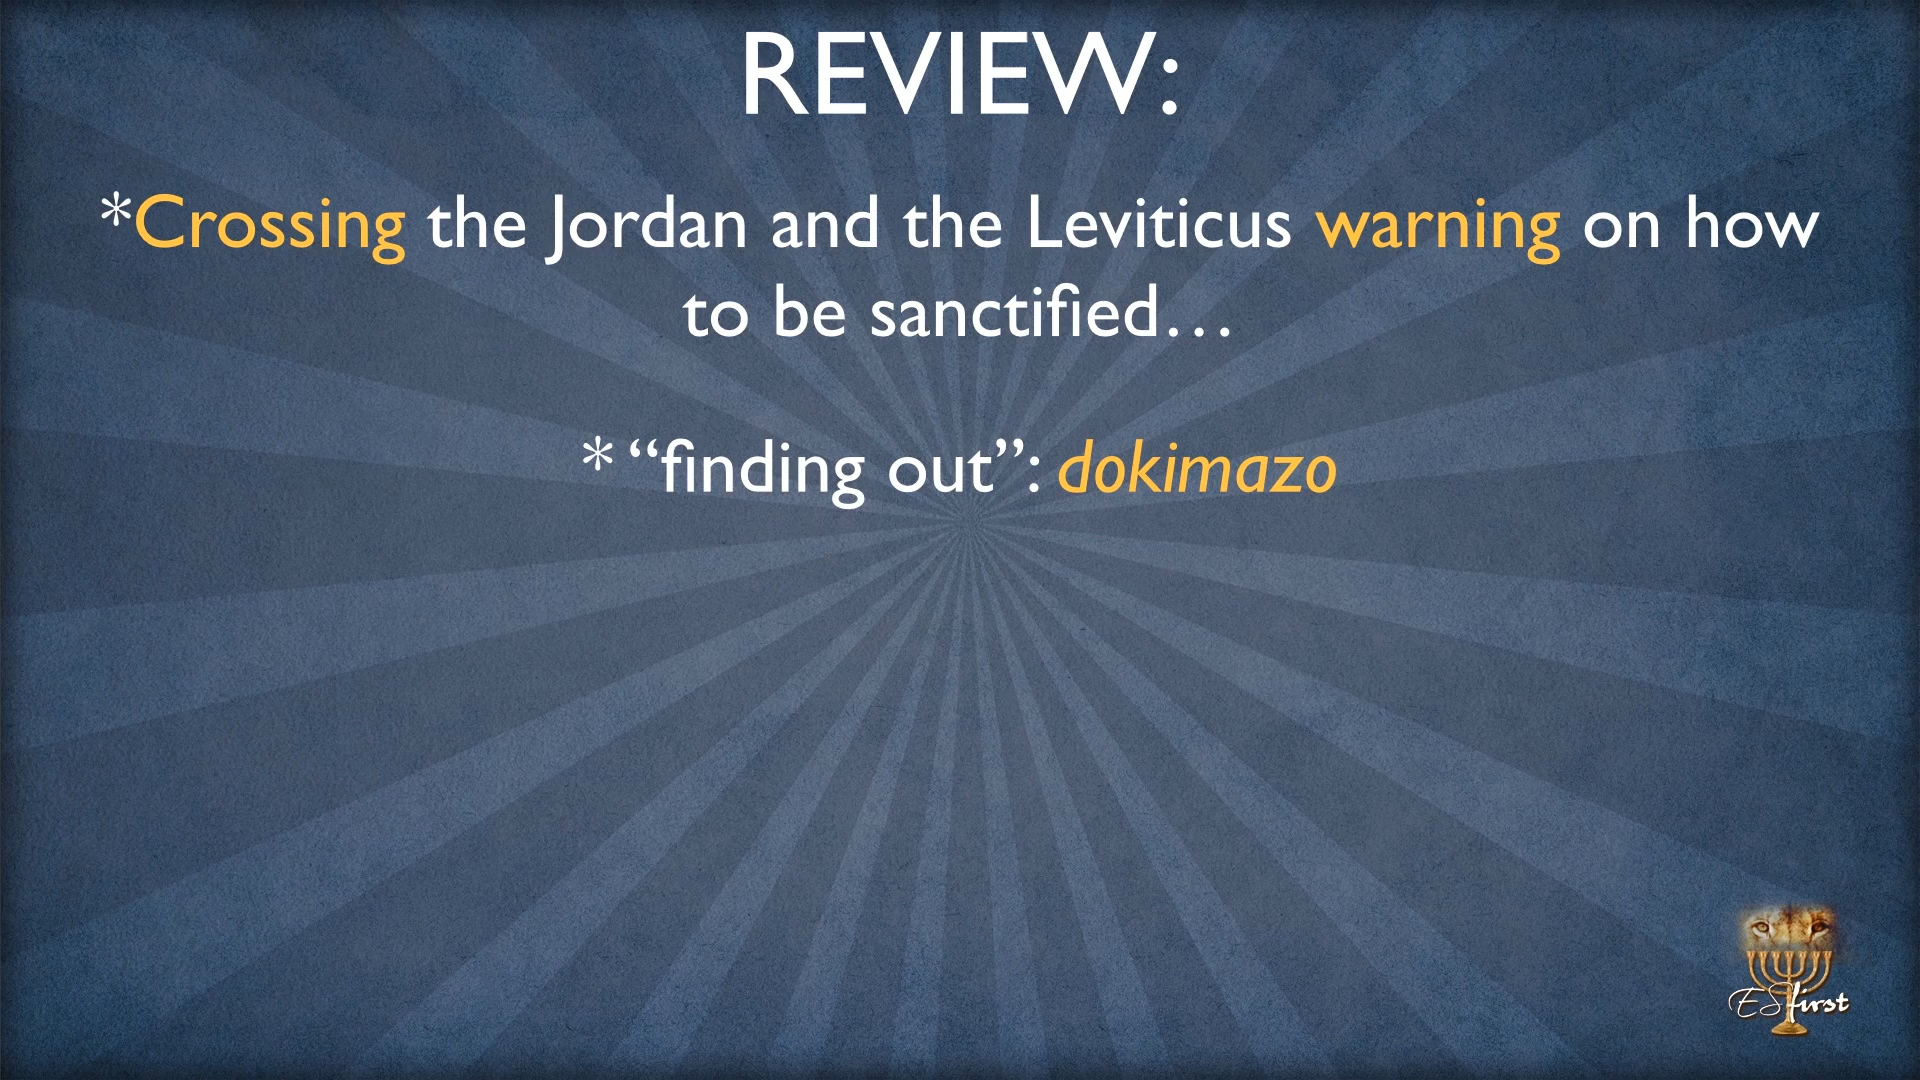 REVIEW:
*Crossing the Jordan and the Leviticus warning on how
to be sanctified…
* “finding out”: dokimazo
ESfirst